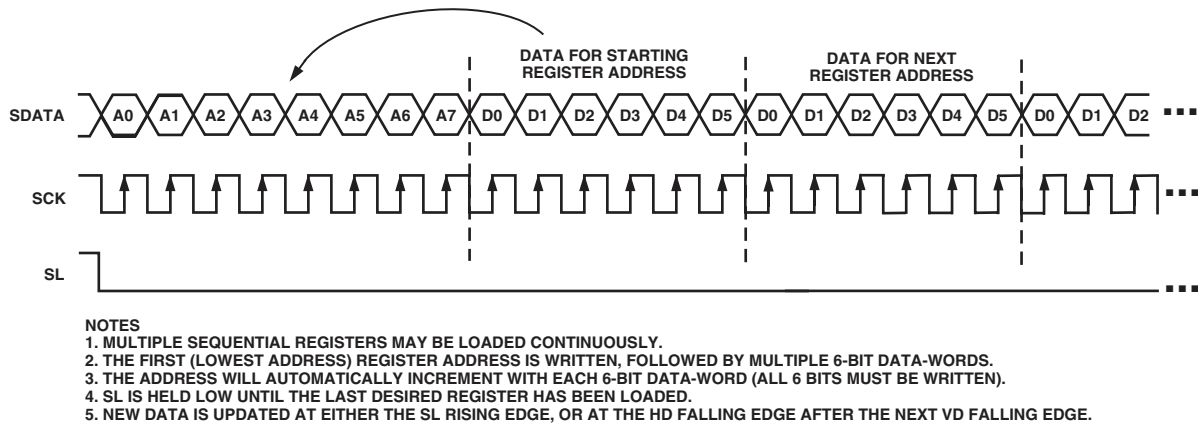 DATA FOR STARTING
REGISTER ADDRESS
DATA FOR NEXT
REGISTER ADDRESS
SDATA A0 A1 A2 A3 A4 A5 A6 A7 D0 D1 D2 D3 D4 D5 D0 D1 D2 D3 D4 D5 D0 D1 D2
SCK
SL
NOTES
1. MULTIPLE SEQUENTIAL REGISTERS MAY BE LOADED CONTINUOUSLY.
2. THE FIRST (LOWEST ADDRESS) REGISTER ADDRESS IS WRITTEN, FOLLOWED BY MULTIPLE 6-BIT DATA-WORDS.
3. THE ADDRESS WILL AUTOMATICALLY INCREMENT WITH EACH 6-BIT DATA-WORD (ALL 6 BITS MUST BE WRITTEN).
4. SL IS HELD LOW UNTIL THE LAST DESIRED REGISTER HAS BEEN LOADED.
5. NEW DATA IS UPDATED AT EITHER THE SL RISING EDGE, OR AT THE HD FALLING EDGE AFTER THE NEXT VD FALLING EDGE.